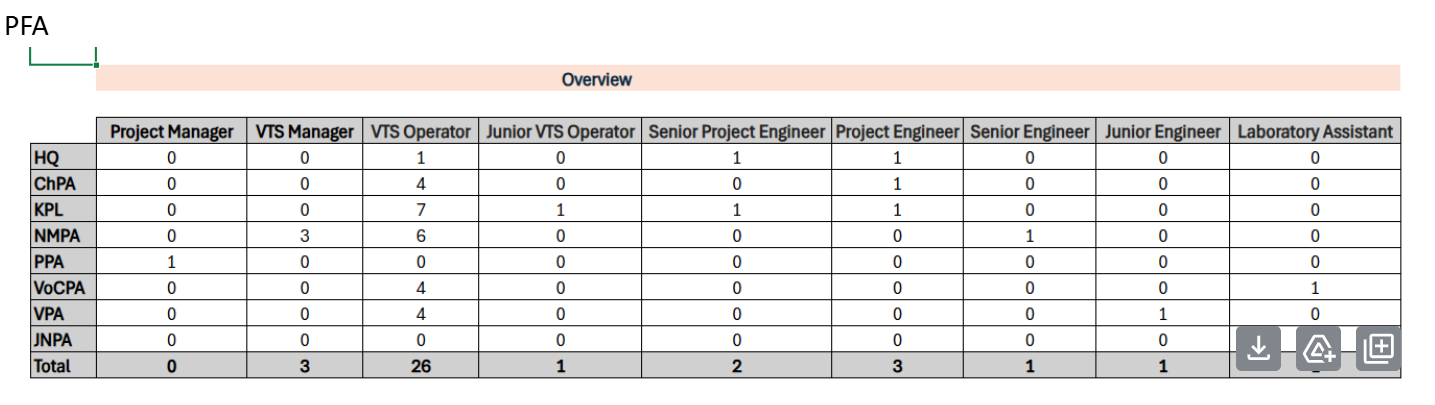 PFA
Overview
Project Manager VTS Manager VTS Operator Junior VTS Operator Senior Project Engineer Project Engineer Senior Engineer Junior Engineer Laboratory Assistant
HQ 0 0 1 0 1 1 0 0 0
ChPA 0 0 4 0 0 1 0 0 0
KPL 0 0 7 1 1 1 0 0 0
NMPA 0 3 6 0 0 0 1 0 0
PPA 1 0 0 0 0 0 0 0 0
VoCPA 0 0 4 0 0 0 0 0 1
VPA 0 0 4 0 0 0 0 1 0
JNPA 0 0 0 0 0 0 0 0
Total 0 3 26 1 2 3 1 1